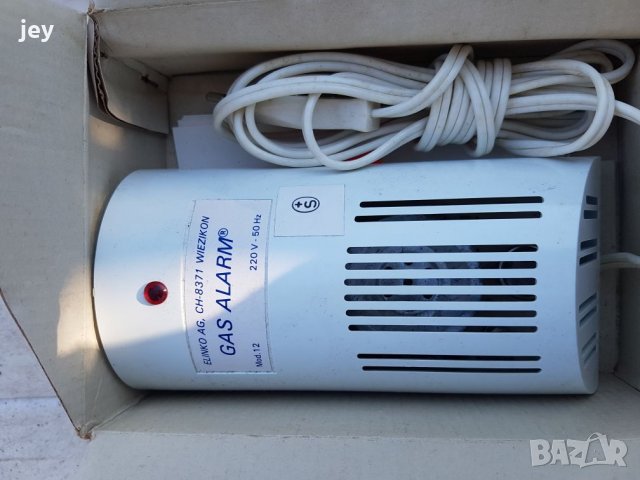 jey
ELINKO AG, CH-8371 WIEZIKON
GAS ALARM®
Mod. 12
220 V - 50 Hz
+
S
BAZAR